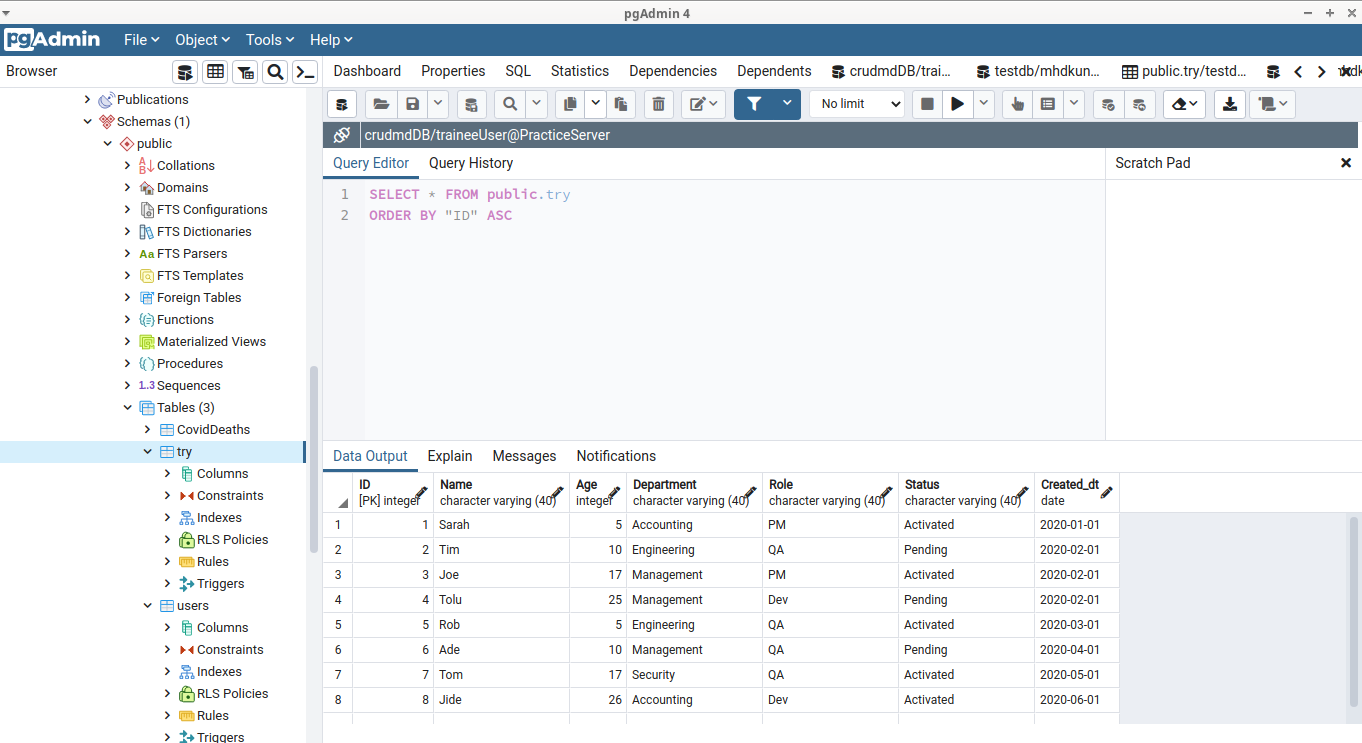 pgAdmin 4
pgAdmin File Object Tools Help
Browser
Dashboard Properties SQL Statistics Dependencies Dependents crudmdDB/trai... testdb/mhdkun... public.try/testd...
No limit
crudmdDB/traineeUser@PracticeServer
Query Editor Query History
Scratch Pad
1 SELECT * FROM public.try
2 ORDER BY "ID" ASC
Publications
Schemas (1)
public
Collations
Domains
FTS Configurations
FTS Dictionaries
Aa FTS Parsers
FTS Templates
Foreign Tables
Functions
Materialized Views
Procedures
1..3 Sequences
Tables (3)
CovidDeaths
try
Columns
Constraints
Indexes
RLS Policies
Rules
Triggers
users
Columns
Constraints
Indexes
RLS Policies
Rules
Triggers
Data Output Explain Messages Notifications
ID Name Age Department Role Status Created_dt
[PK] integer character varying (40) integer character varying (40) character varying (40) character varying (40) date
1 1 Sarah 5 Accounting PM Activated 2020-01-01
2 2 Tim 10 Engineering QA Pending 2020-02-01
3 3 Joe 17 Management PM Activated 2020-02-01
4 4 Tolu 25 Management Dev Pending 2020-02-01
5 5 Rob 5 Engineering QA Activated 2020-03-01
6 6 Ade 10 Management QA Pending 2020-04-01
7 7 Tom 17 Security QA Activated 2020-05-01
8 8 Jide 26 Accounting Dev Activated 2020-06-01